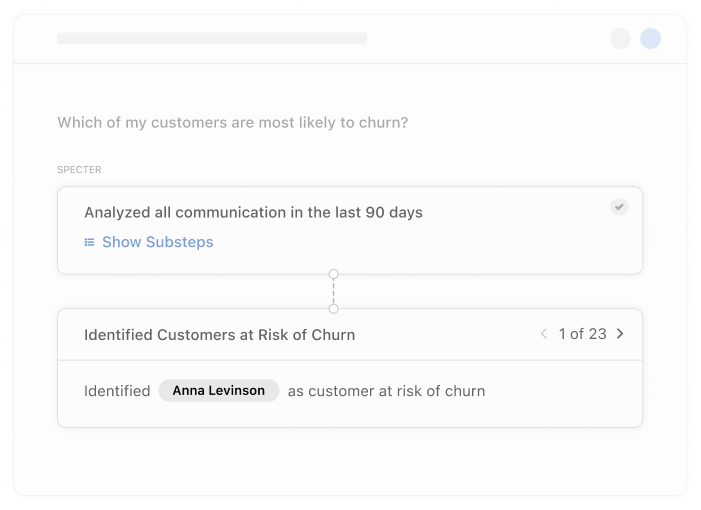 Which of my customers are most likely to churn?
SPECTER
Analyzed all communication in the last 90 days
Show Substeps
Identified Customers at Risk of Churn
1 of 23
Identified Anna Levinson as customer at risk of churn